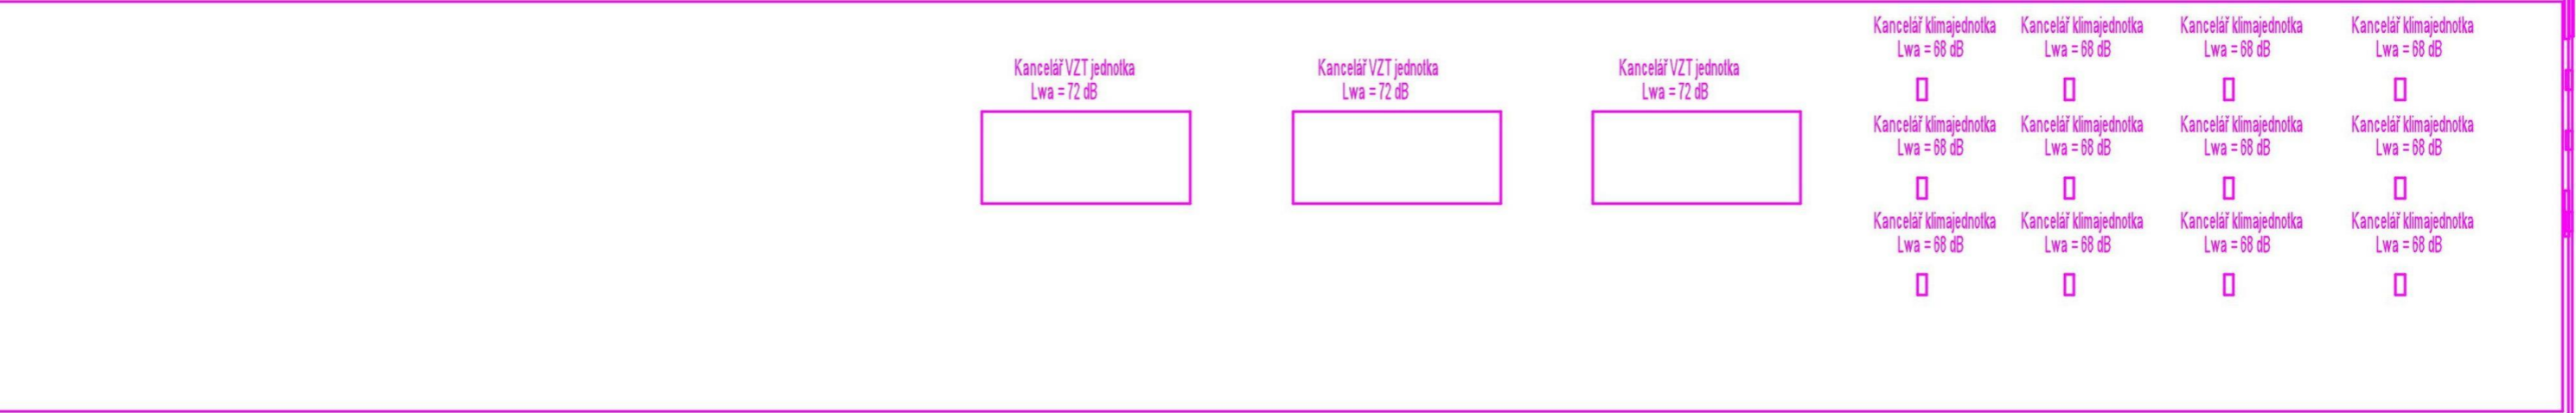 Kancelář VZT jednotka
Lwa = 72 dB
Kancelář VZT jednotka
Lwa = 72 dB
Kancelář VZT jednotka
Lwa = 72 dB
Kancelář klimajednotka
Lwa = 68 dB
Kancelář klimajednotka
Lwa = 68 dB
Kancelář klimajednotka
Lwa = 68 dB
Kancelář klimajednotka
Lwa = 68 dB
Kancelář klimajednotka
Lwa = 68 dB
Kancelář klimajednotka
Lwa = 68 dB
Kancelář klimajednotka
Lwa = 68 dB
Kancelář klimajednotka
Lwa = 68 dB
Kancelář klimajednotka
Lwa = 68 dB
Kancelář klimajednotka
Lwa = 68 dB
Kancelář klimajednotka
Lwa = 68 dB
Kancelář klimajednotka
Lwa = 68 dB